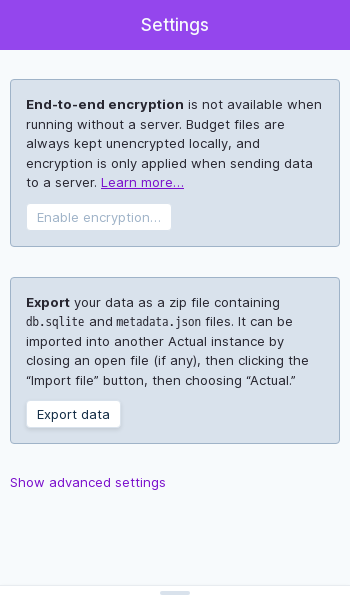 Settings
End-to-end encryption is not available when
running without a server. Budget files are
always kept unencrypted locally, and
encryption is only applied when sending data
to a server. Learn more…
Enable encryption…
Export your data as a zip file containing
db.sqlite and metadata.json files. It can be
imported into another Actual instance by
closing an open file (if any), then clicking the
“Import file” button, then choosing “Actual.”
Export data
Show advanced settings